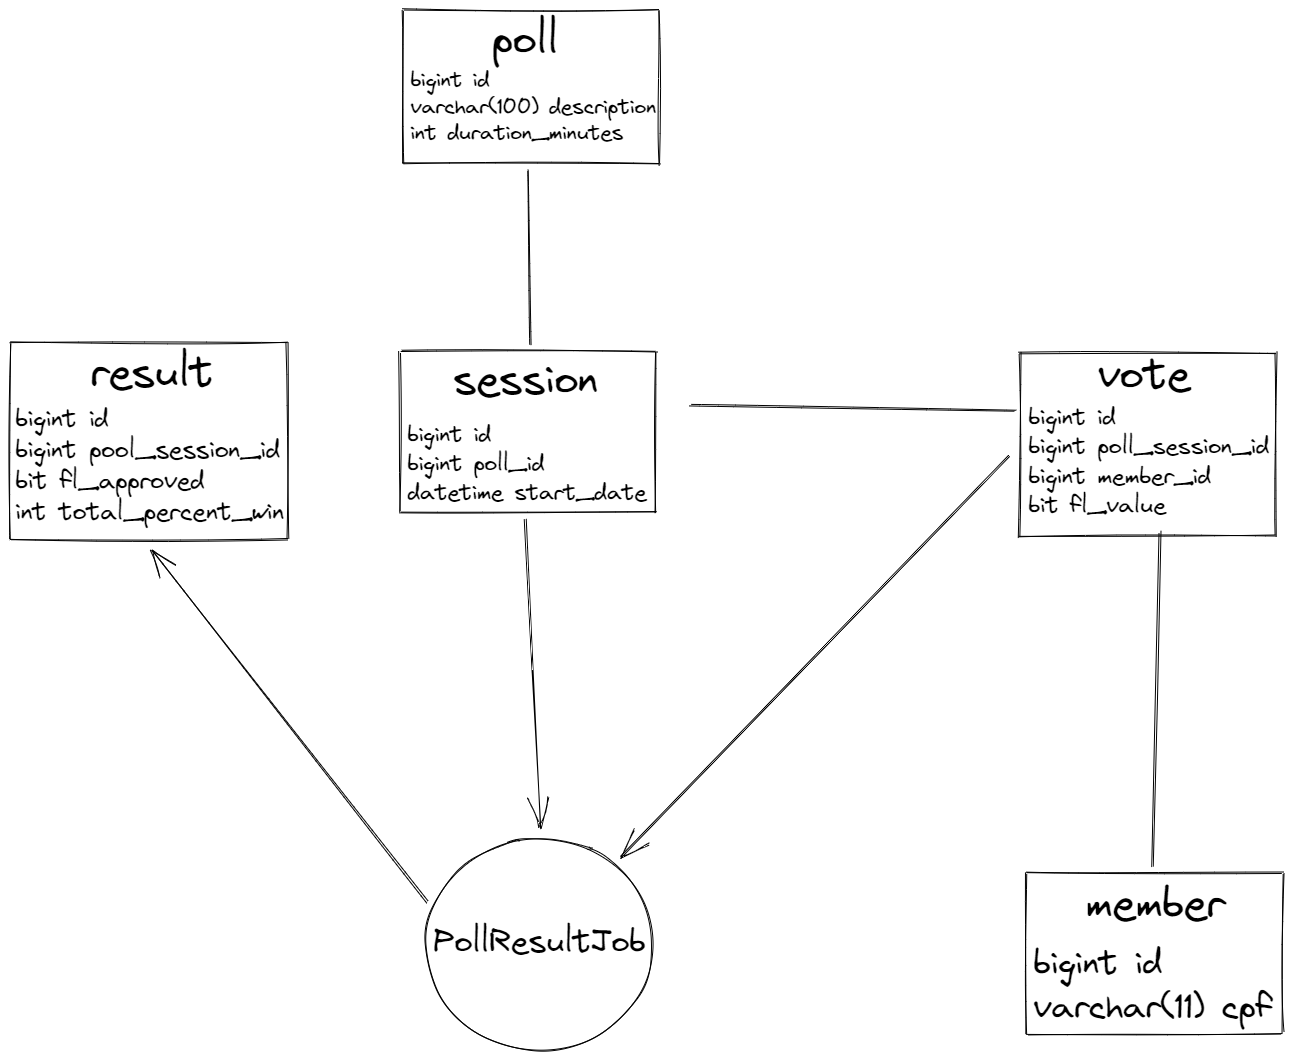 poll
bigint id
varchar(100) description
int duration_minutes
result
bigint id
bigint pool_session_id
bit fl_approved
int total_percent_win
session
bigint id
bigint poll_id
datetime start_date
vote
bigint id
bigint poll_session_id
bigint member_id
bit fl_value
PollResultJob
member
bigint id
varchar(11) cpf